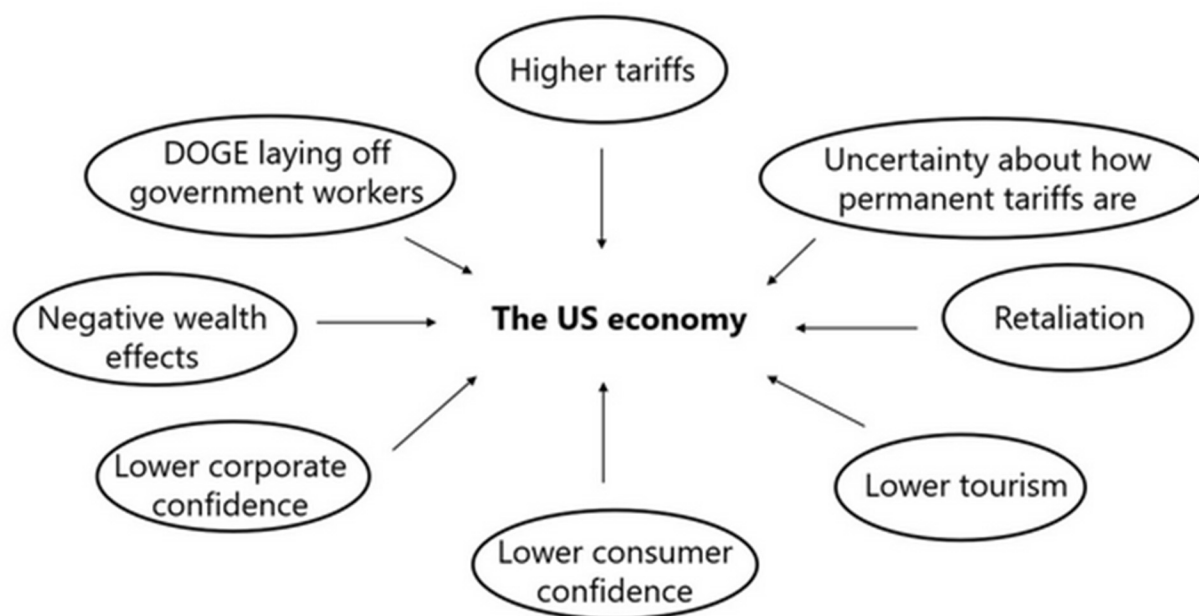 Higher tariffs
DOGE laying off
government workers
Uncertainty about how
permanent tariffs are
Negative wealth
effects
The US economy
Retaliation
Lower corporate
confidence
Lower tourism
Lower consumer
confidence